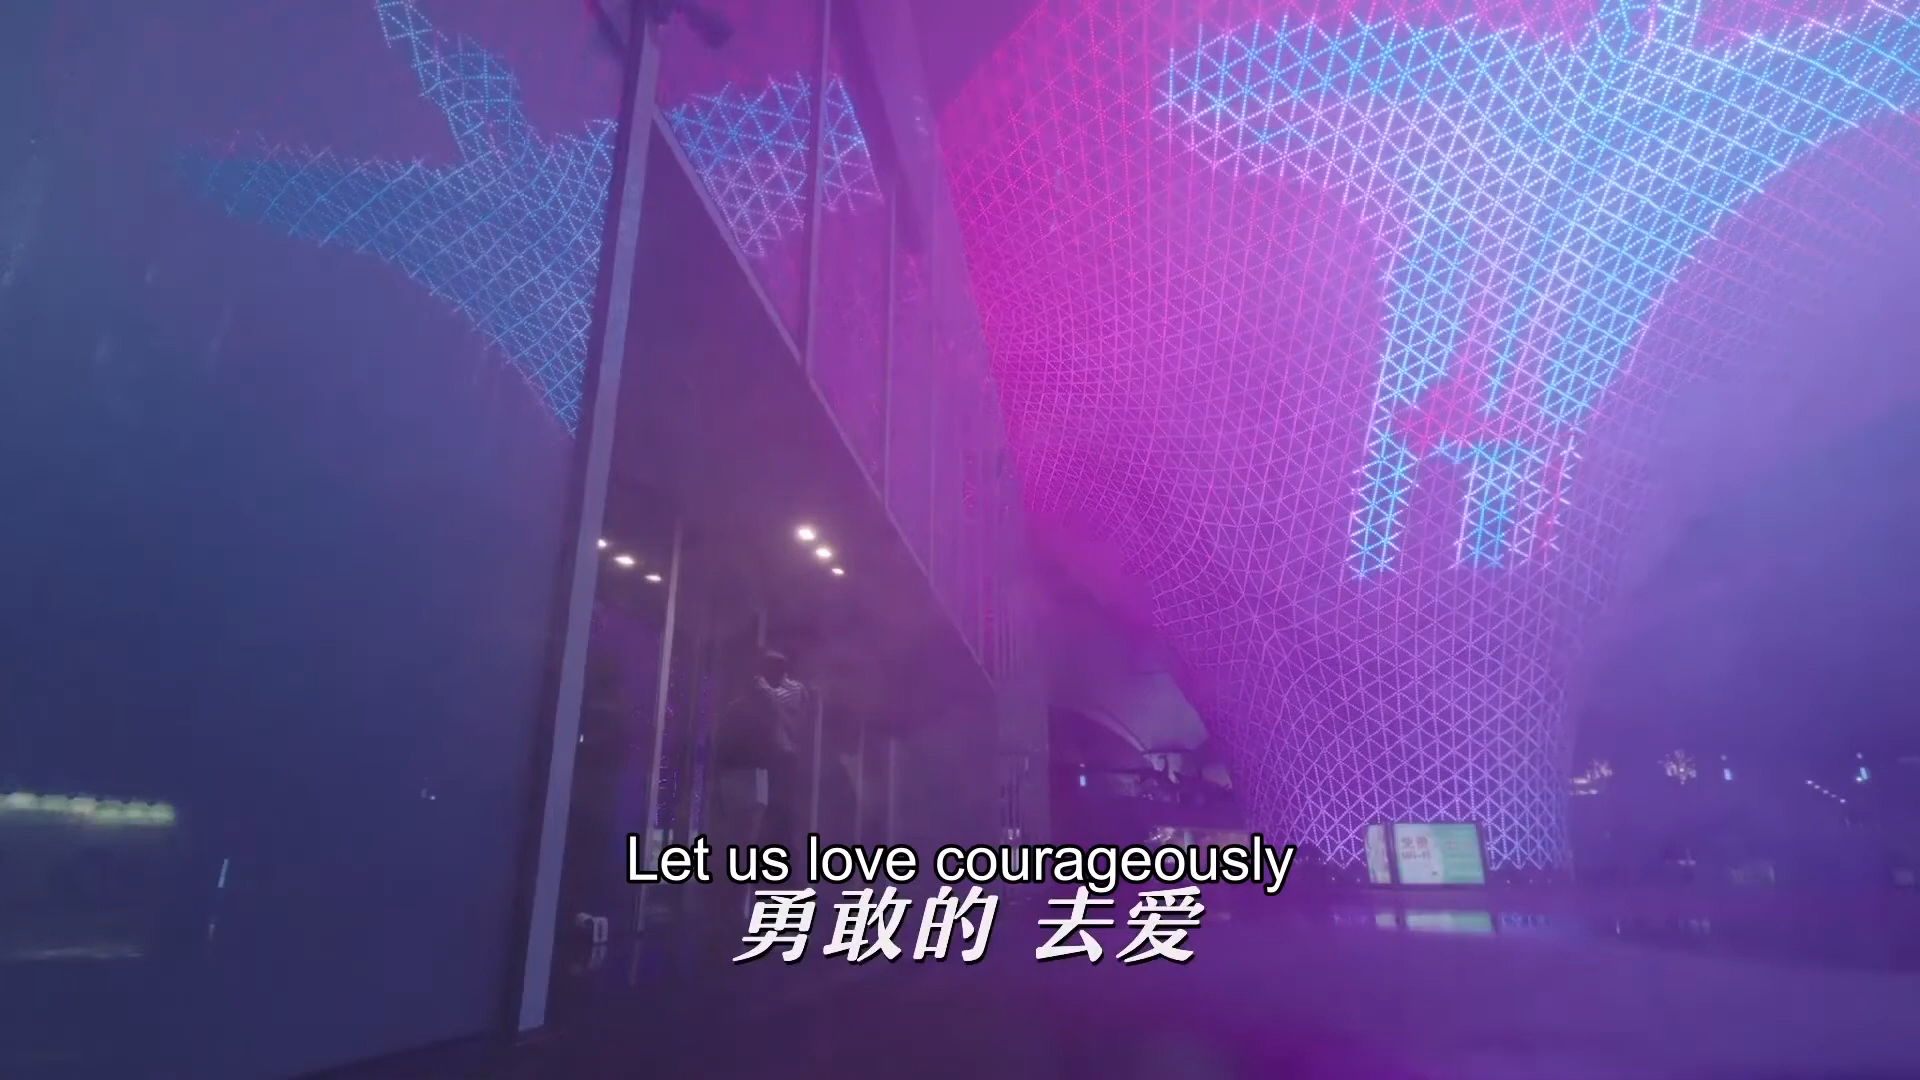 Let us love courageously
勇敢的 去爱